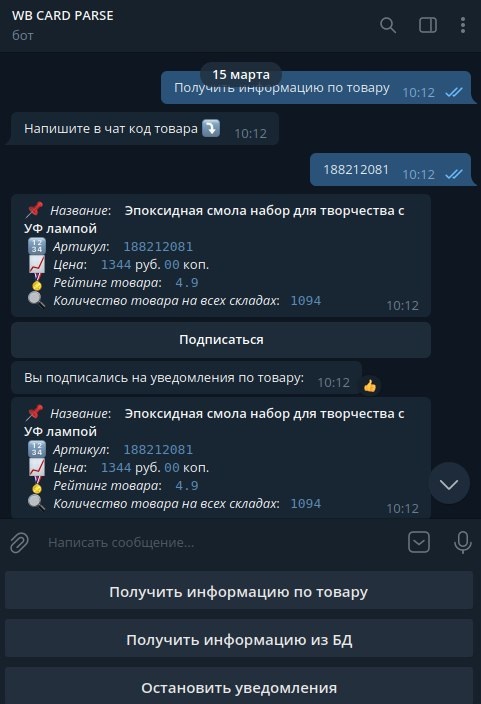 WB CARD PARSE
бот
15 марта
Получить информацию по товару 10:12
Напишите в чат код товара 10:12
188212081 10:12
Название: Эпоксидная смола набор для творчества с
УФ лампой
Артикул: 188212081
Цена: 1344 руб. 00 коп.
Рейтинг товара: 4.9
Количество товара на всех складах: 1094
10:12
Подписаться
Вы подписались на уведомления по товару: 10:12
Название: Эпоксидная смола набор для творчества с
УФ лампой
Артикул: 188212081
Цена: 1344 руб. 00 коп.
Рейтинг товара: 4.9
Количество товара на всех складах: 1094
10:12
Написать сообщение...
Получить информацию по товару
Получить информацию из БД
Остановить уведомления